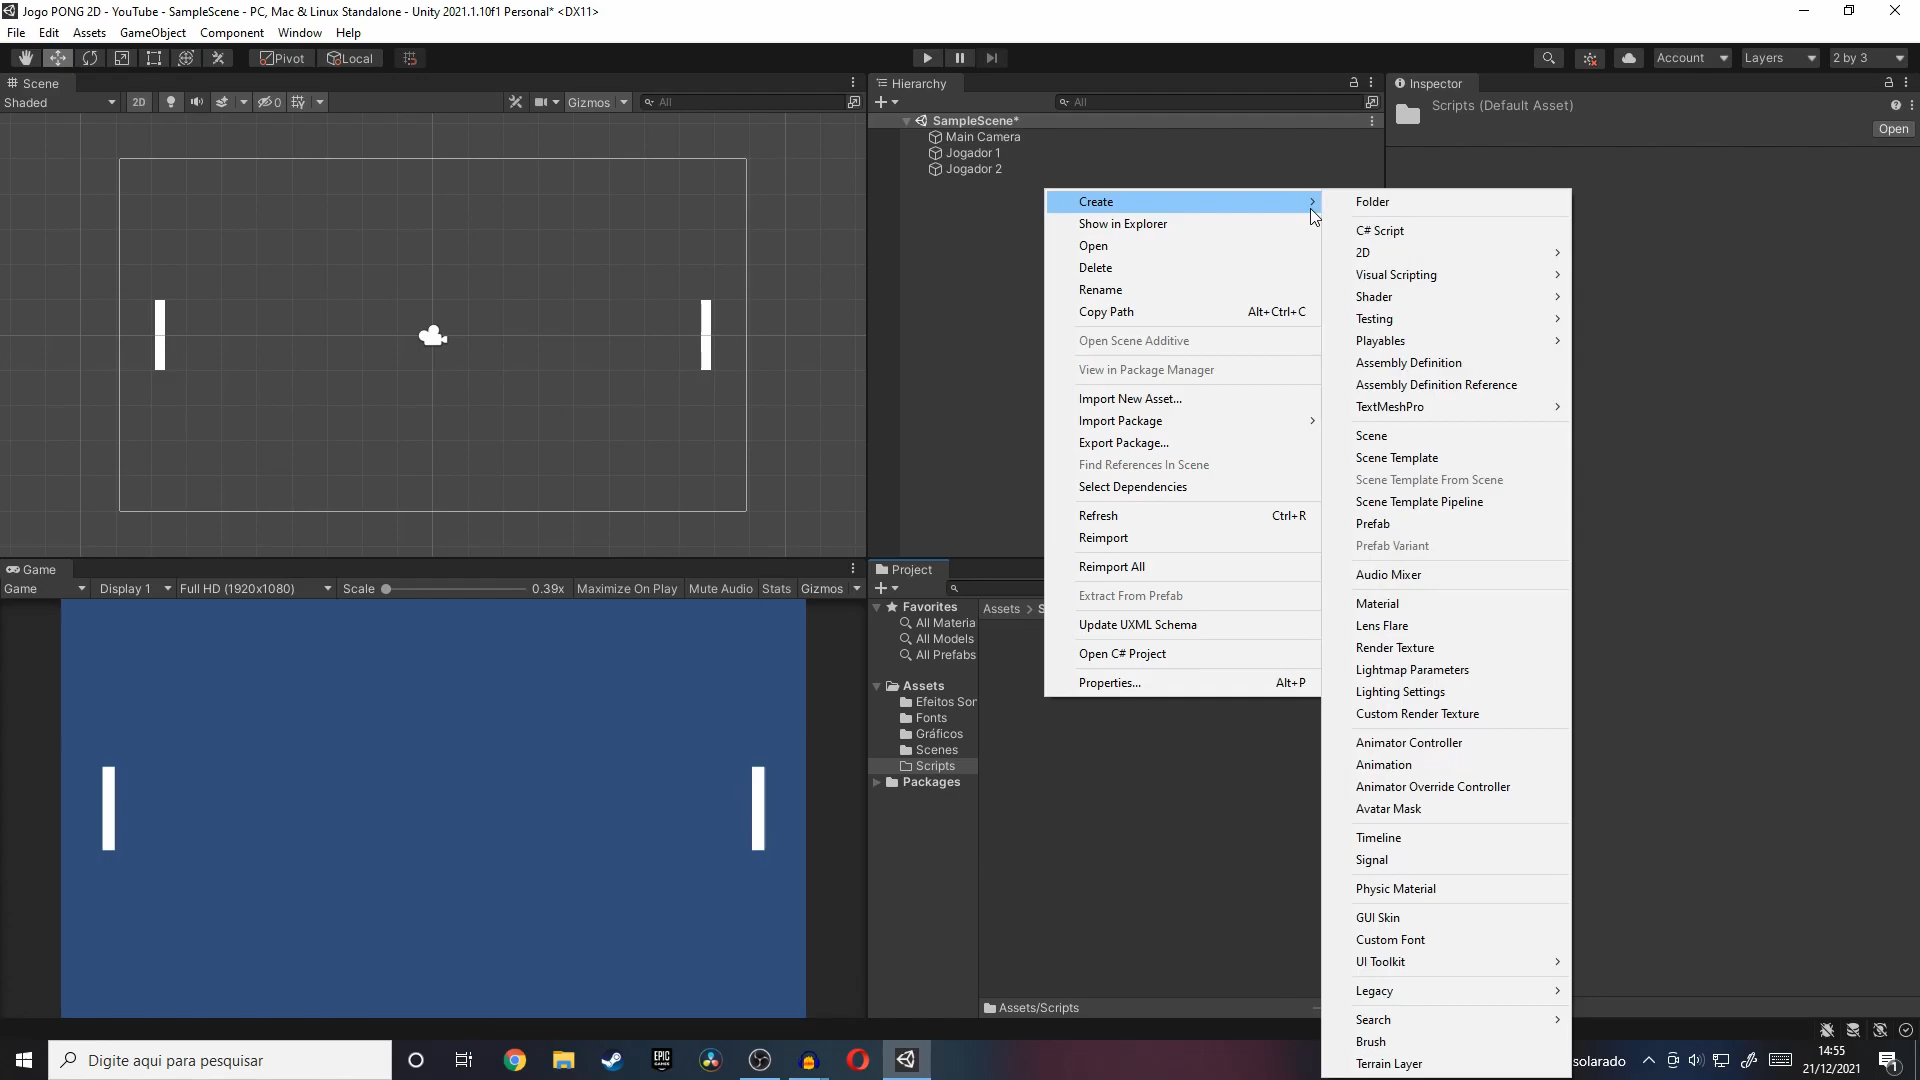 Jogo PONG 2D - YouTube - SampleScene - PC, Mac & Linux Standalone - Unity 2021.1.10f1 Personal* <DX11>
File Edit Assets GameObject Component Window Help
Pivot Local Account Layers 2 by 3
Scene
Shaded 2D 0 Gizmos All
Hierarchy
All
SampleScene*
Main Camera
Jogador 1
Jogador 2
Inspector
Scripts (Default Asset)
Open
Create
Show in Explorer
Open
Delete
Rename
Copy Path Alt+Ctrl+C
Open Scene Additive
View in Package Manager
Import New Asset...
Import Package
Export Package...
Find References In Scene
Select Dependencies
Refresh Ctrl+R
Reimport
Reimport All
Extract From Prefab
Update UXML Schema
Open C# Project
Properties... Alt+P
Folder
C# Script
2D
Visual Scripting
Shader
Testing
Playables
Assembly Definition
Assembly Definition Reference
TextMeshPro
Scene
Scene Template
Scene Template From Scene
Scene Template Pipeline
Prefab
Prefab Variant
Audio Mixer
Material
Lens Flare
Render Texture
Lightmap Parameters
Lighting Settings
Custom Render Texture
Animator Controller
Animation
Animator Override Controller
Avatar Mask
Timeline
Signal
Physic Material
GUI Skin
Custom Font
UI Toolkit
Legacy
Search
Brush
Terrain Layer
Game
Game Display 1 Full HD (1920x1080) Scale 0.39x Maximize On Play Mute Audio Stats Gizmos
Project
Favorites
All Materia
All Models
All Prefabs
Assets
Efeitos Sor
Fonts
Gráficos
Scenes
Scripts
Packages
Assets > S
Assets/Scripts
Digite aqui para pesquisar
EPIC GAMES
solarado
14:55
21/12/2021
1